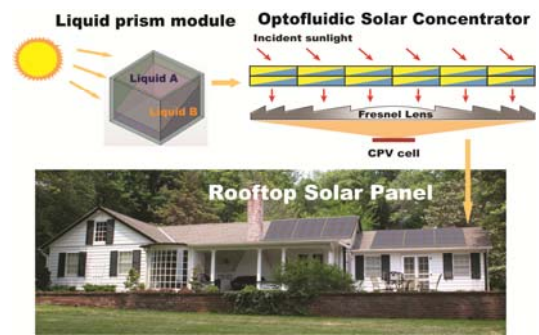 Liquid prism module
Optofluidic Solar Concentrator
Incident sunlight
Liquid A
Liquid B
Fresnel Lens
CPV cell
Rooftop Solar Panel